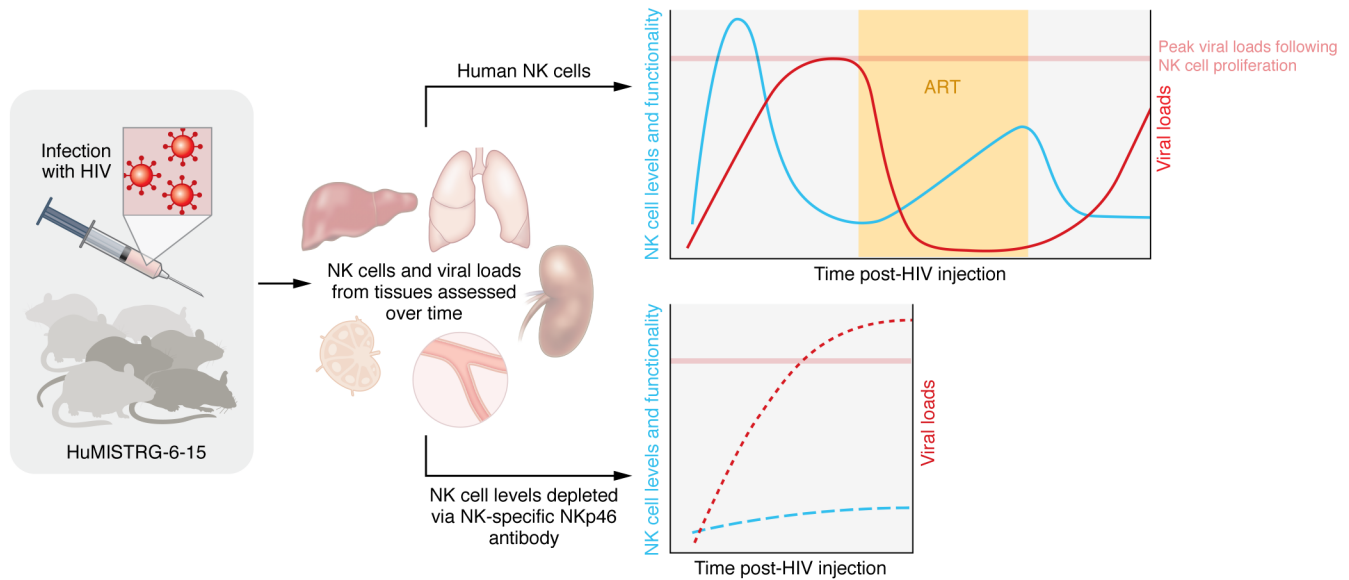 Infection
with HIV
HuMISTRG-6-15
Human NK cells
NK cells and viral loads
from tissues assessed
over time
NK cell levels depleted
via NK-specific NKp46
antibody
NK cell levels and functionality
ART
Peak viral loads following
NK cell proliferation
Viral loads
Time post-HIV injection
NK cell levels and functionality
Viral loads
Time post-HIV injection